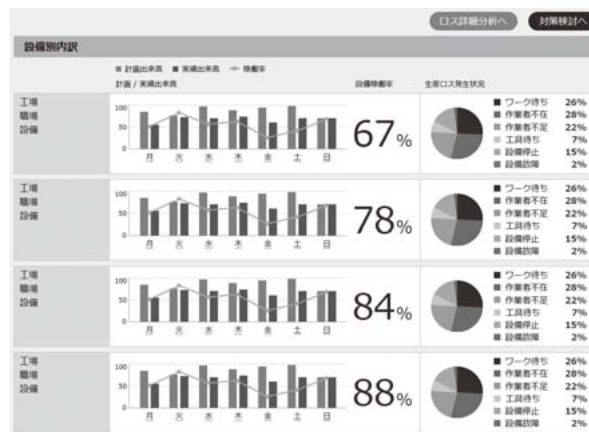 ロス詳細分析へ 対策検討へ
設備別内訳
計画出来高 実績出来高 稼働率
計画 / 実績出来高 設備稼働率 生産ロス発生状況
工場
職場
設備
100
50
0
月 火 水 木 金 土 日
67%
ワーク待ち 26%
作業者不在 28%
作業者不足 22%
工具待ち 7%
設備停止 15%
設備故障 2%
工場
職場
設備
100
50
0
月 火 水 木 金 土 日
78%
ワーク待ち 26%
作業者不在 28%
作業者不足 22%
工具待ち 7%
設備停止 15%
設備故障 2%
工場
職場
設備
100
50
0
月 火 水 木 金 土 日
84%
ワーク待ち 26%
作業者不在 28%
作業者不足 22%
工具待ち 7%
設備停止 15%
設備故障 2%
工場
職場
設備
100
50
0
月 火 水 木 金 土 日
88%
ワーク待ち 26%
作業者不在 28%
作業者不足 22%
工具待ち 7%
設備停止 15%
設備故障 2%